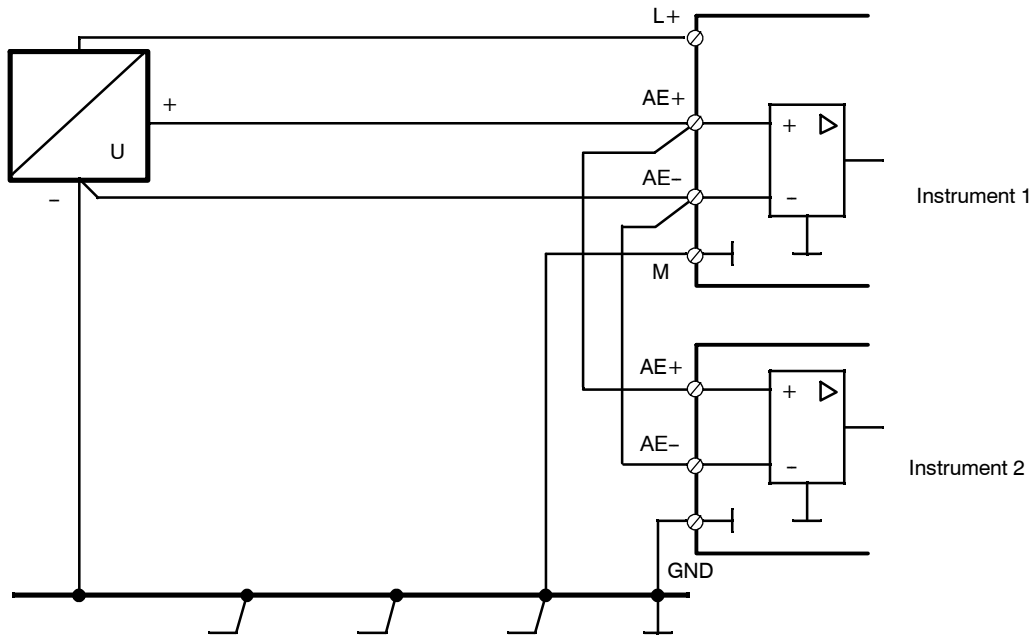 L+
+
AE+
+
U
AE−
−
−
Instrument 1
M
AE+
+
AE−
−
Instrument 2
GND